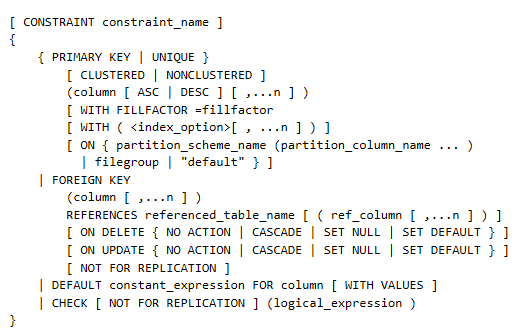 [ CONSTRAINT constraint_name ]
{
    { PRIMARY KEY | UNIQUE }
        [ CLUSTERED | NONCLUSTERED ]
        (column [ ASC | DESC ] [ ,...n ] )
        [ WITH FILLFACTOR =fillfactor
        [ WITH ( <index_option>[ , ...n ] ) ]
        [ ON { partition_scheme_name (partition_column_name ... )
          | filegroup | "default" } ]
    | FOREIGN KEY
        (column [ ,...n ] )
        REFERENCES referenced_table_name [ ( ref_column [ ,...n ] ) ]
        [ ON DELETE { NO ACTION | CASCADE | SET NULL | SET DEFAULT } ]
        [ ON UPDATE { NO ACTION | CASCADE | SET NULL | SET DEFAULT } ]
        [ NOT FOR REPLICATION ]
    | DEFAULT constant_expression FOR column [ WITH VALUES ]
    | CHECK [ NOT FOR REPLICATION ] (logical_expression )
}